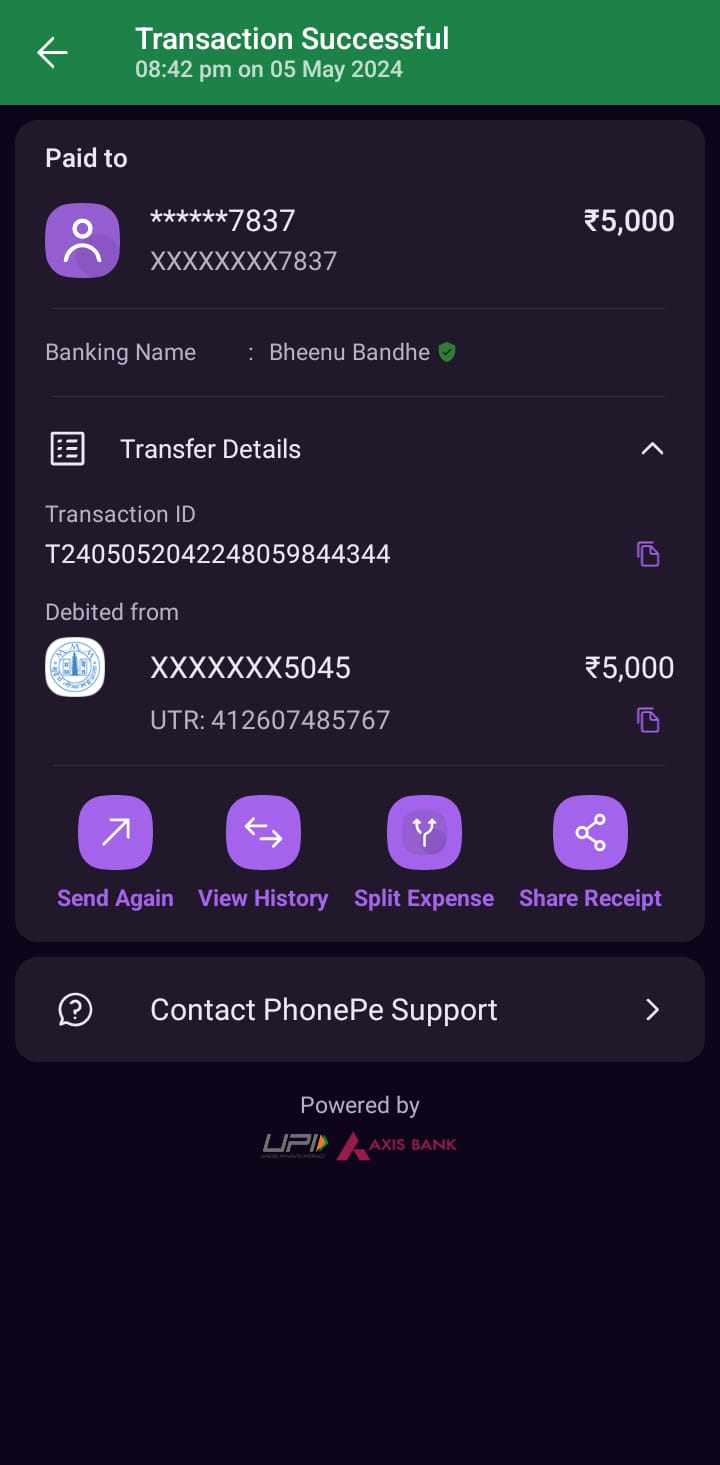 Transaction Successful
08:42 pm on 05 May 2024
Paid to
******7837 ₹5,000
XXXXXXXX7837
Banking Name : Bheenu Bandhe
Transfer Details
Transaction ID
T2405052042248059844344
Debited from
XXXXXXX5045 ₹5,000
UTR: 412607485767
Send Again View History Split Expense Share Receipt
Contact PhonePe Support
Powered by
UPI AXIS BANK